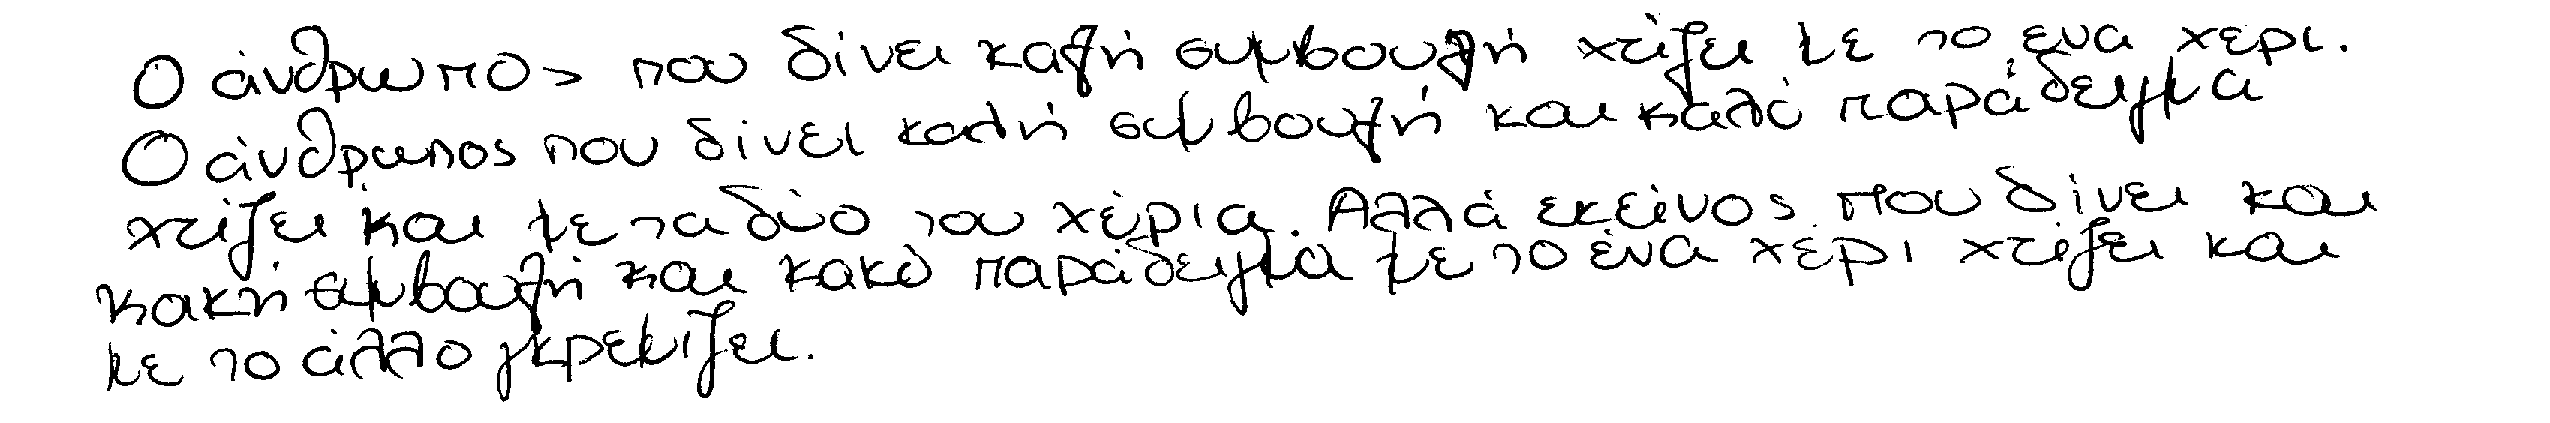 Ο άνθρωπος που δίνει καλή συμβουλή χτίζει με το ένα χερι.
Ο άνθρωπος που δίνει καλή συμβουλή και καλό παράδειγμα
χτίζει και με τα δύο του χέρια. Αλλά εκείνος που δίνει και
κακή συμβουλή και κακό παράδειγμα με το ένα χέρι χτίζει και
με το άλλο γκρεμίζει.